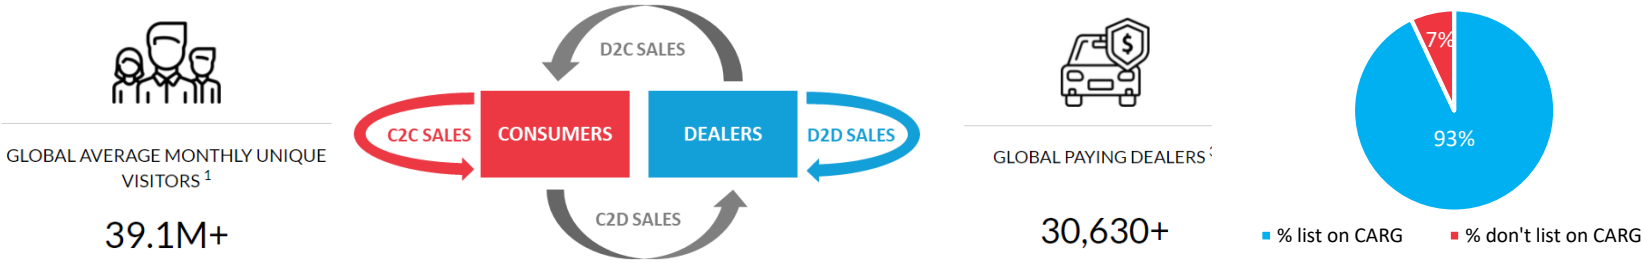 GLOBAL AVERAGE MONTHLY UNIQUE
VISITORS 1
39.1M+
D2C SALES
C2C SALES
CONSUMERS
DEALERS
D2D SALES
C2D SALES
$
GLOBAL PAYING DEALERS
30,630+
7%
93%
% list on CARG
% don't list on CARG